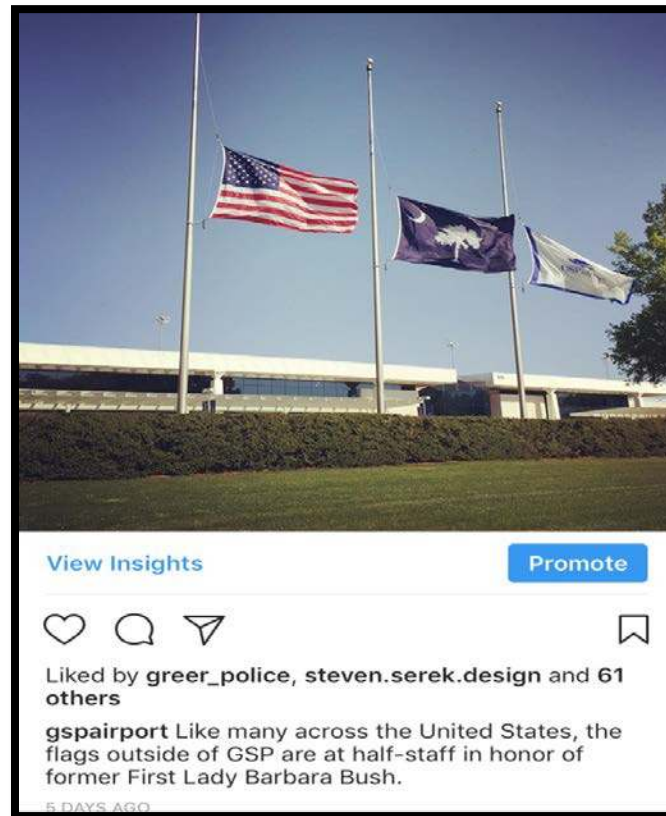 View Insights
Promote
Liked by greer_police, steven.serek.design and 61
others
gspairport Like many across the United States, the
flags outside of GSP are at half-staff in honor of
former First Lady Barbara Bush.
5 DAYS AGO